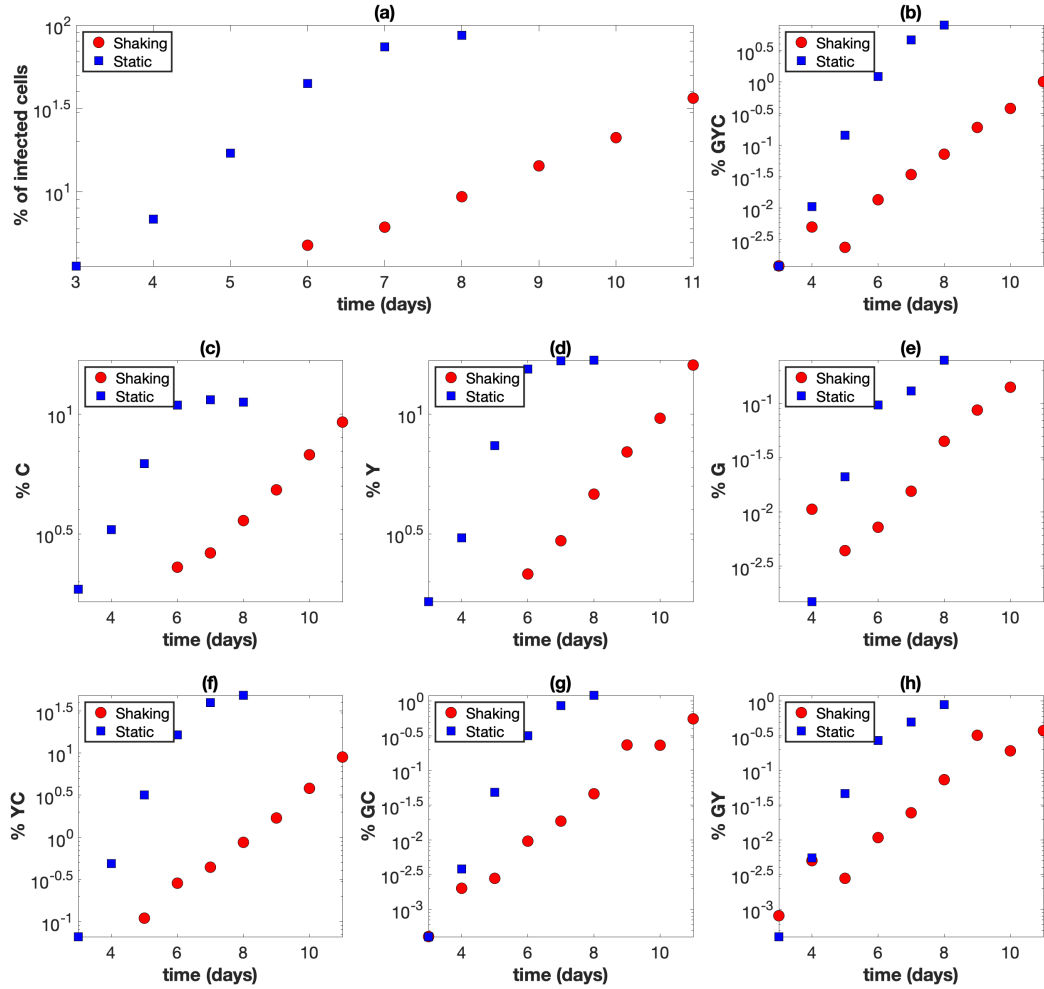 (a)
% of infected cells
10^2
10^1.5
10^1
Shaking
Static
3 4 5 6 7 8 9 10 11
time (days)
(b)
% GYC
10^0.5
10^0
10^-0.5
10^-1
10^-1.5
10^-2
10^-2.5
Shaking
Static
4 6 8 10
time (days)
(c)
% C
10^1
10^0.5
Shaking
Static
4 6 8 10
time (days)
(d)
% Y
10^1
10^0.5
Shaking
Static
4 6 8 10
time (days)
(e)
% G
10^-1
10^-1.5
10^-2
10^-2.5
Shaking
Static
4 6 8 10
time (days)
(f)
% YC
10^1.5
10^1
10^0.5
10^0
10^-0.5
10^-1
Shaking
Static
4 6 8 10
time (days)
(g)
% GC
10^0
10^-0.5
10^-1
10^-1.5
10^-2
10^-2.5
10^-3
Shaking
Static
4 6 8 10
time (days)
(h)
% GY
10^0
10^-0.5
10^-1
10^-1.5
10^-2
10^-2.5
10^-3
Shaking
Static
4 6 8 10
time (days)